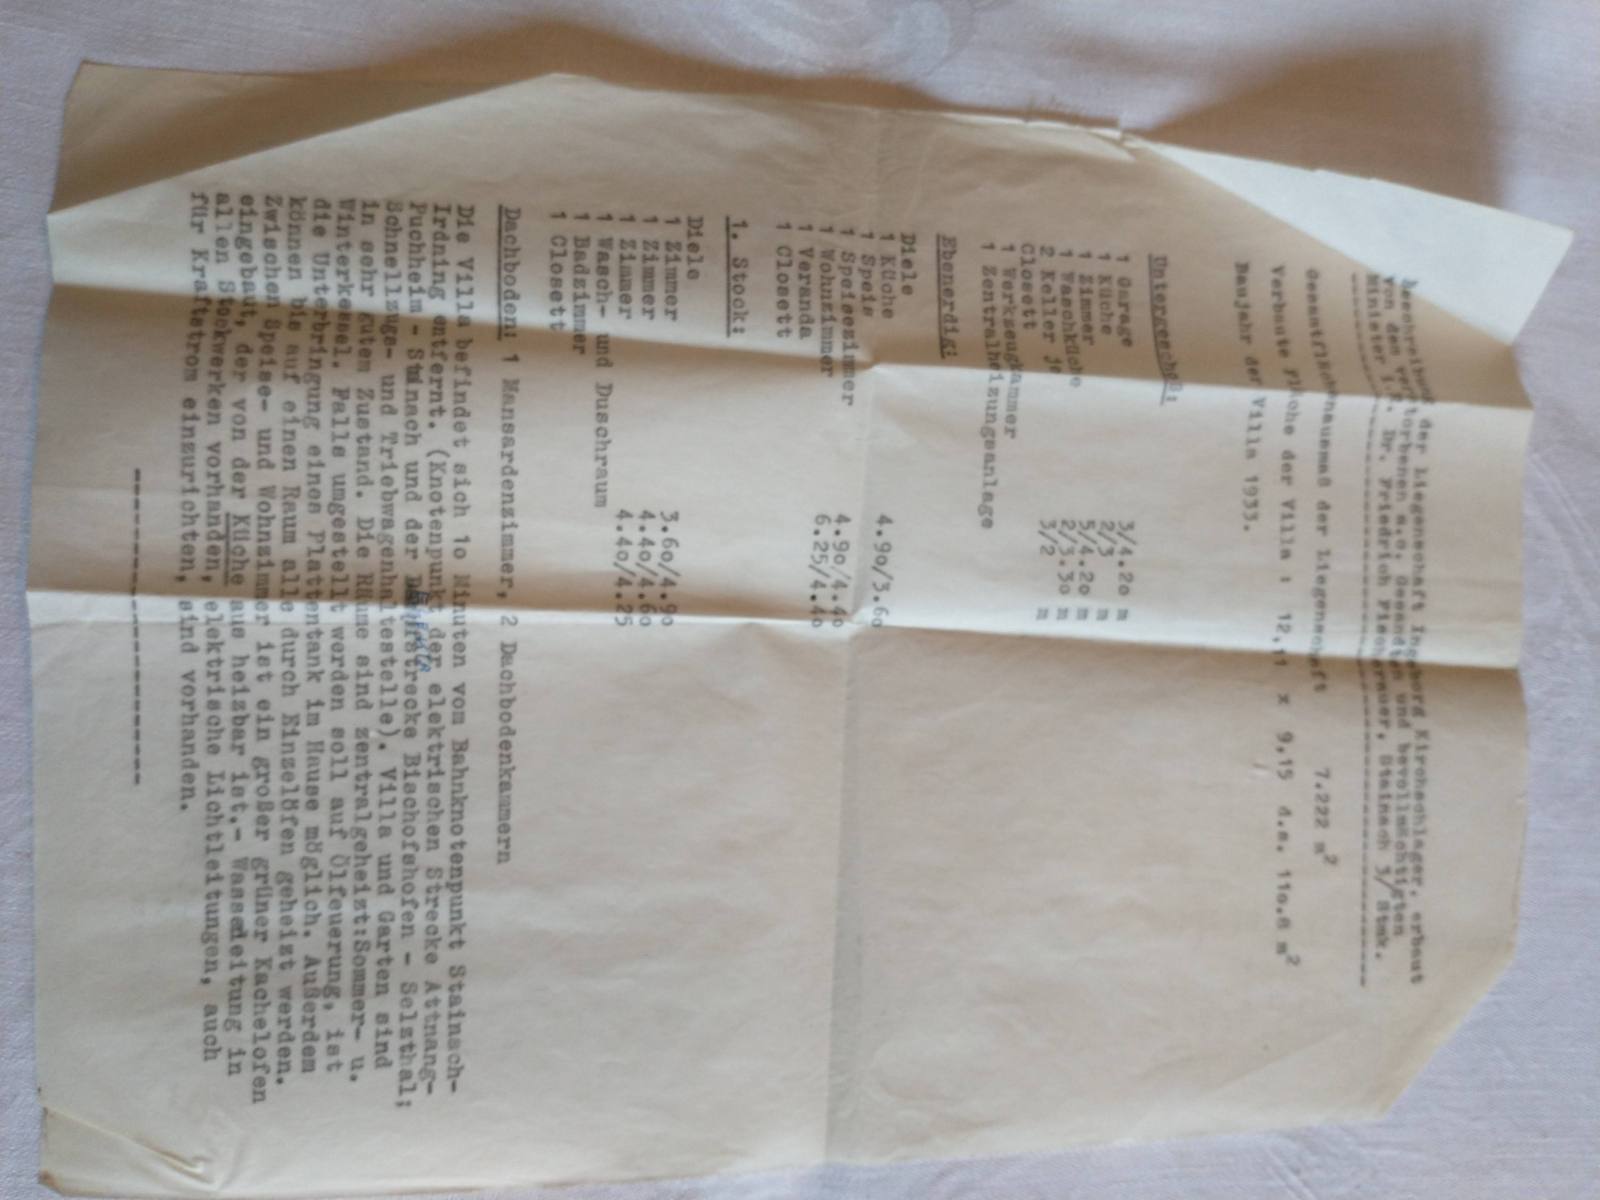 Beschreibung der Liegenschaft Ingeborg Kirchschlager, erbaut
von dem verstorbenen a.o. Gesandten und bevollmächtigten
Minister i.R. Dr. Friedrich Fischerauer, Stainach 3/ Stmk.
Gesamtflächenausmaß der Liegenschaft 7.222 m²
Verbaute Fläche der Villa : 12,11 x 9,15 d.s. 110.8 m²
Baujahr der Villa 1933.
Untergeschoß:
1 Garage 3/4.20 m
1 Küche 2/3 m
1 Zimmer 5/4.20 m
1 Waschküche 2/3.30 m
2 Keller je 3/2 m
Closett
1 Werkzeugkammer
1 Zentralheizungsanlage
Ebenerdig:
Diele
1 Küche 4.90/3.60
1 Speis
1 Speisezimmer 4.90/4.40
1 Wohnzimmer 6.25/4.40
1 Veranda
1 Closett
1. Stock:
Diele
1 Zimmer 3.60/4.90
1 Zimmer 4.40/4.60
1 Zimmer 4.40/4.25
1 Wasch- und Duschraum
1 Badzimmer
1 Closett
Dachboden: 1 Mansardenzimmer, 2 Dachbodenkammern
Die Villa befindet sich 10 Minuten vom Bahnknotenpunkt Stainach-
Irdning entfernt. (Knotenpunkt der elektrischen Strecke Attnang-
Puchheim - Stainach und der strecke Bischofshofen - Selzthal;
Schnellzugs- und Triebwagenhaltestelle). Villa und Garten sind
in sehr gutem Zustand. Die Räume sind zentralgeheizt:Sommer- u.
Winterkessel. Falls umgestellt werden soll auf Ölfeuerung, ist
die Unterbringung eines Plattentank im Hause möglich. Außerdem
können bis auf einen Raum alle durch Einzelöfen geheizt werden.
Zwischen Speise- und Wohnzimmer ist ein großer grüner Kachelofen
eingebaut, der von der Küche aus heizbar ist.- Wasseleitung in
allen Stockwerken vorhanden, elektrische Lichtleitungen, auch
für Kraftstrom einzurichten, sind vorhanden.